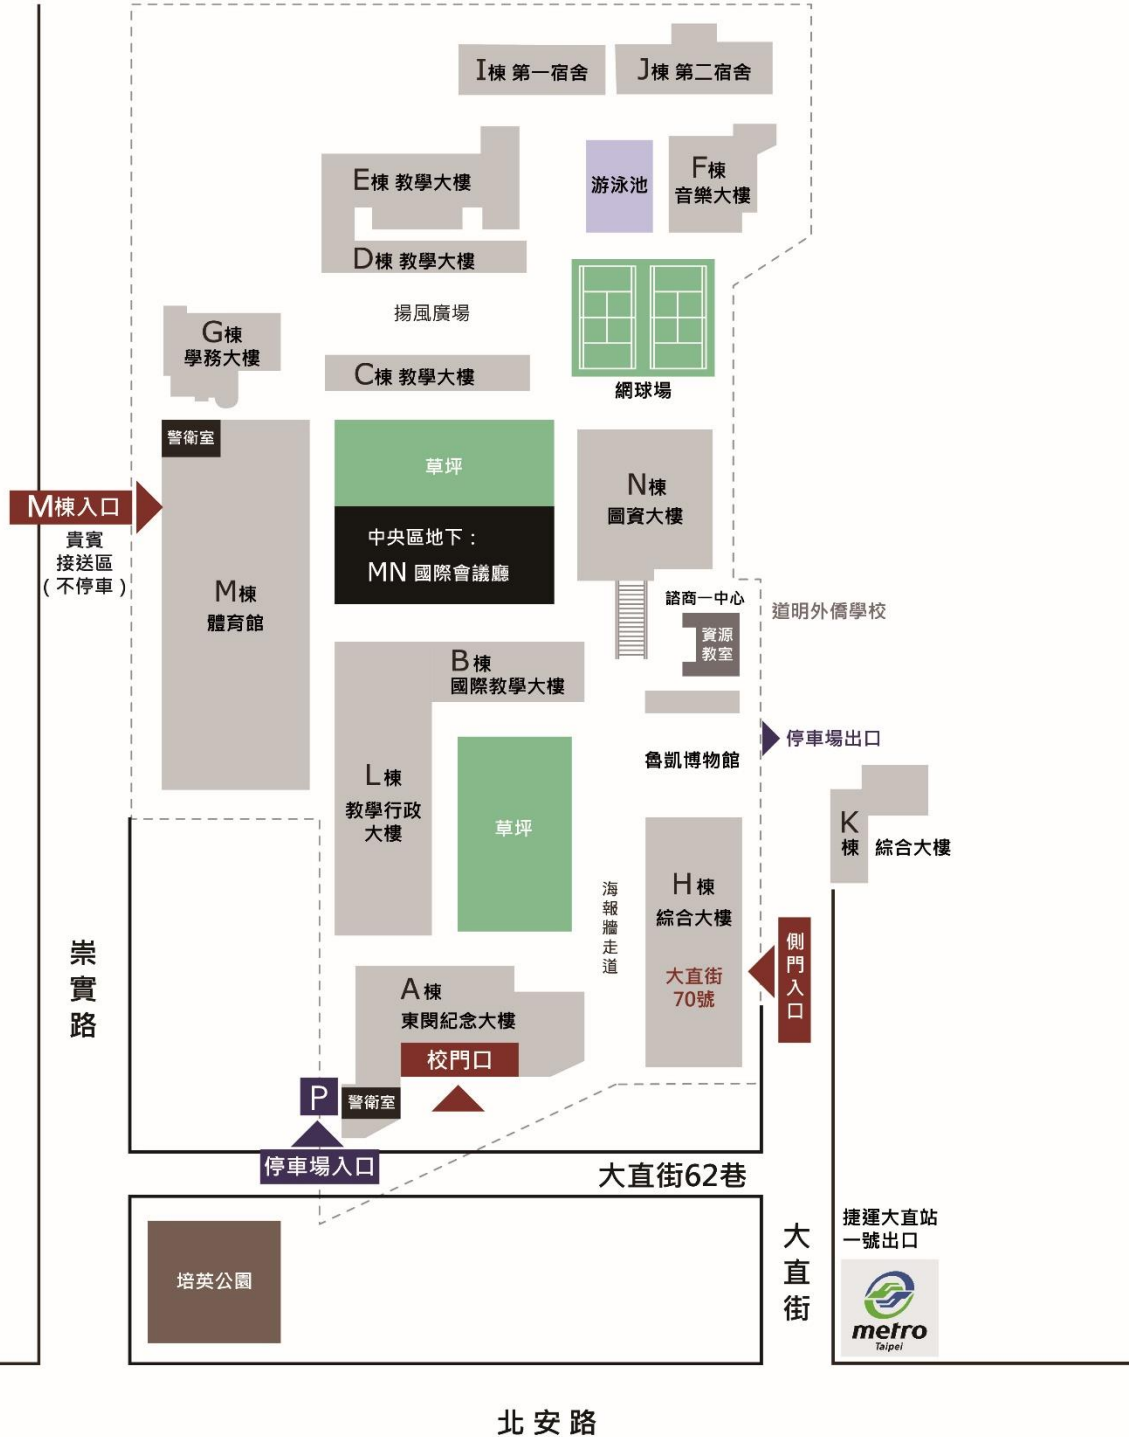 I棟 第一宿舍
J棟 第二宿舍
E棟 教學大樓
游泳池
F棟
音樂大樓
D棟 教學大樓
揚風廣場
G棟
學務大樓
C棟 教學大樓
網球場
警衛室
草坪
M棟入口
貴賓
接送區
(不停車)
N棟
圖資大樓
中央區地下：
MN 國際會議廳
M棟
體育館
諮商一中心
資源
教室
道明外僑學校
B棟
國際教學大樓
停車場出口
魯凱博物館
L棟
教學行政
大樓
草坪
K
棟 綜合大樓
H棟
綜合大樓
大直街
70號
海報牆走道
側門入口
崇實路
A棟
東閔紀念大樓
校門口
P
警衛室
停車場入口
大直街62巷
捷運大直站
一號出口
大直街
培英公園
metro
Taipei
北安路